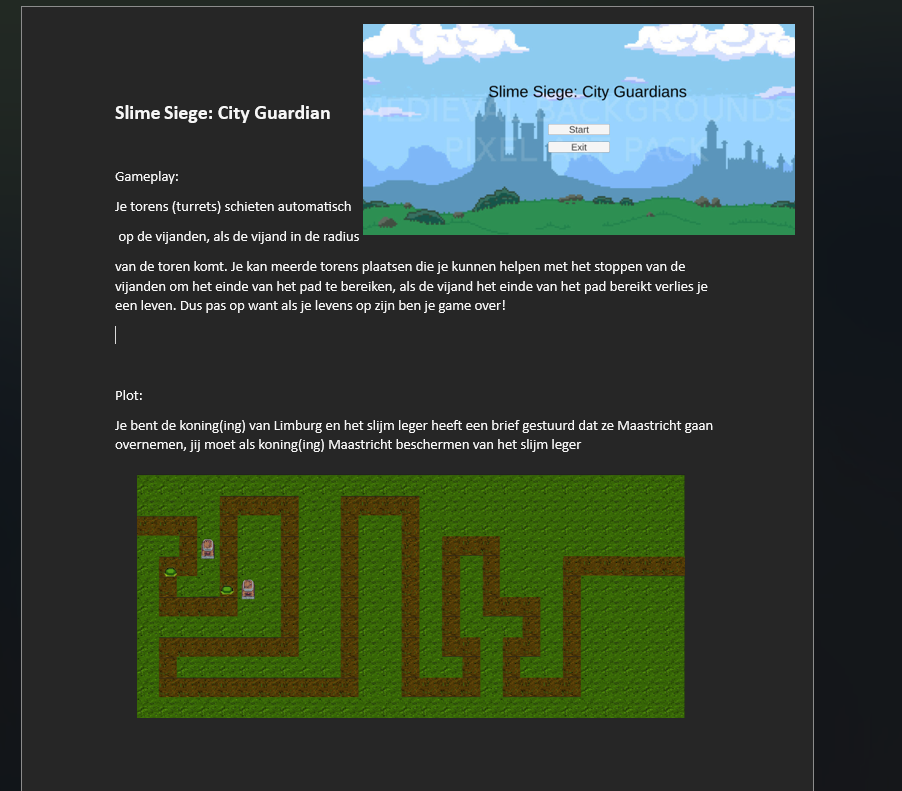 Slime Siege: City Guardians
MEDIEVAL BACKGROUNDS
Start
PIXEL ART PACK
Exit
Slime Siege: City Guardian
Gameplay:
Je torens (turrets) schieten automatisch
op de vijanden, als de vijand in de radius
van de toren komt. Je kan meerde torens plaatsen die je kunnen helpen met het stoppen van de
vijanden om het einde van het pad te bereiken, als de vijand het einde van het pad bereikt verlies je
een leven. Dus pas op want als je levens op zijn ben je game over!
Plot:
Je bent de koning(ing) van Limburg en het slijm leger heeft een brief gestuurd dat ze Maastricht gaan
overnemen, jij moet als koning(ing) Maastricht beschermen van het slijm leger